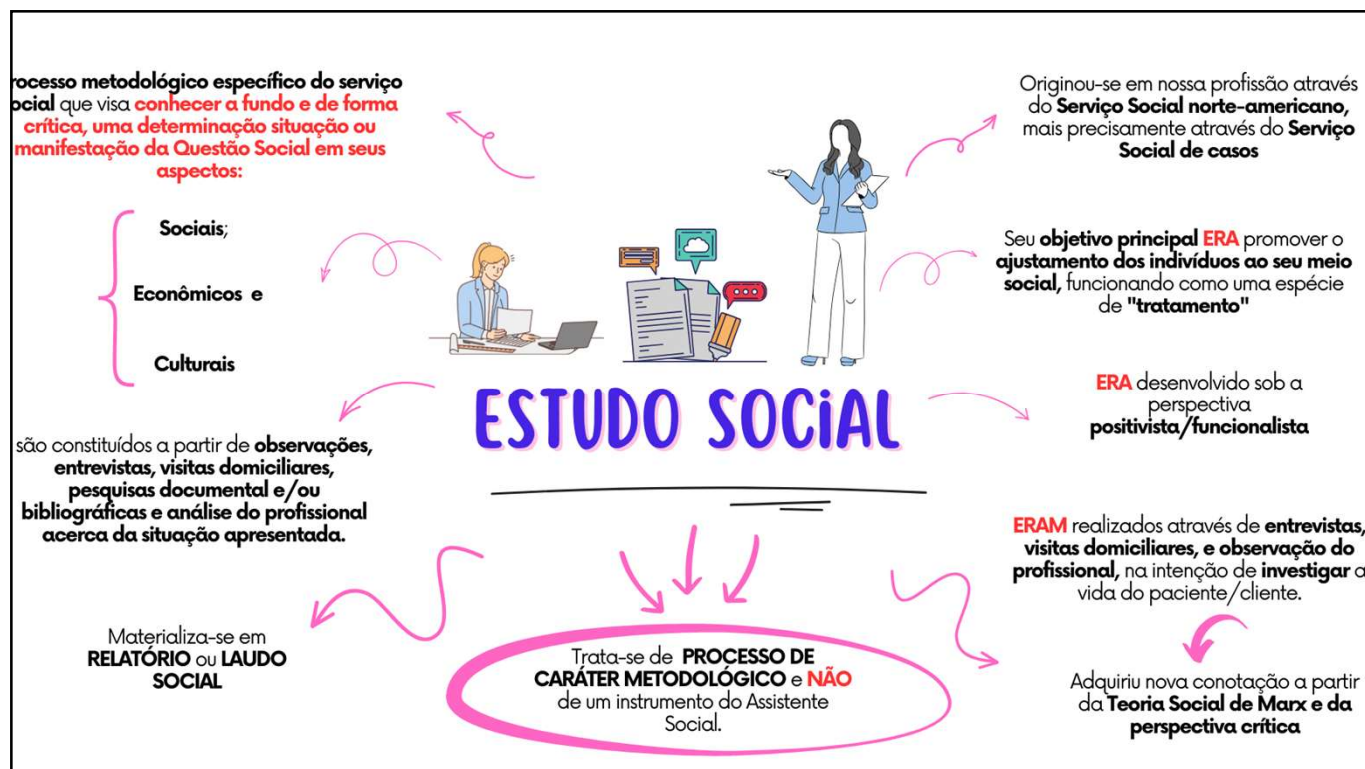 rocesso metodológico específico do serviço
ocial que visa conhecer a fundo e de forma
crítica, uma determinação situação ou
manifestação da Questão Social em seus
aspectos:
Sociais;
Econômicos e
Culturais
são constituídos a partir de observações,
entrevistas, visitas domiciliares,
pesquisas documental e/ou
bibliográficas e análise do profissional
acerca da situação apresentada.
Materializa-se em
RELATÓRIO ou LAUDO
SOCIAL
ESTUDO SOCiAL
Trata-se de PROCESSO DE
CARÁTER METODOLÓGICO e NÃO
de um instrumento do Assistente
Social.
Originou-se em nossa profissão através
do Serviço Social norte-americano,
mais precisamente através do Serviço
Social de casos
Seu objetivo principal ERA promover o
ajustamento dos indivíduos ao seu meio
social, funcionando como uma espécie
de "tratamento"
ERA desenvolvido sob a
perspectiva
positivista/funcionalista
ERAM realizados através de entrevistas,
visitas domiciliares, e observação do
profissional, na intenção de investigar a
vida do paciente/cliente.
Adquiriu nova conotação a partir
da Teoria Social de Marx e da
perspectiva crítica